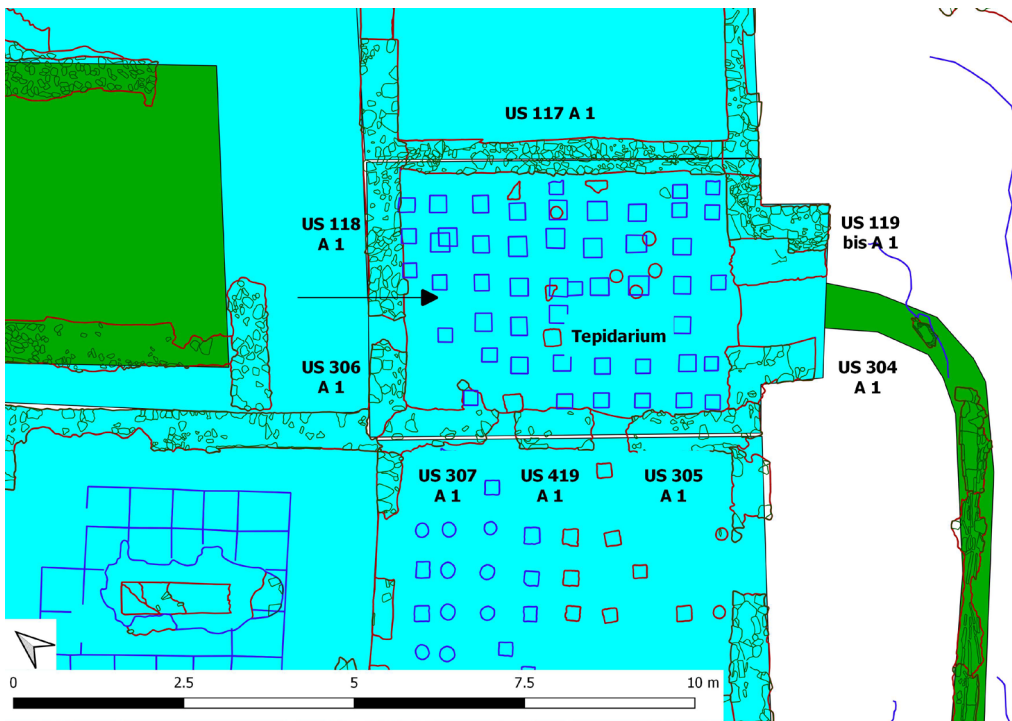 US 117 A 1
US 118
A 1
US 119
bis A 1
Tepidarium
US 306
A 1
US 304
A 1
US 307
A 1
US 419
A 1
US 305
A 1
0
2.5
5
7.5
10 m